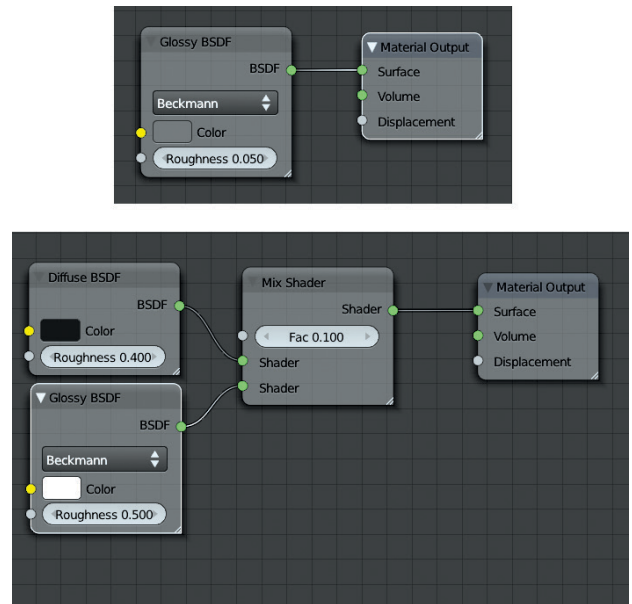 Glossy BSDF
BSDF
Beckmann
Color
Roughness 0.050
Material Output
Surface
Volume
Displacement
Diffuse BSDF
BSDF
Color
Roughness 0.400
Glossy BSDF
BSDF
Beckmann
Color
Roughness 0.500
Mix Shader
Shader
Fac 0.100
Shader
Shader
Material Output
Surface
Volume
Displacement